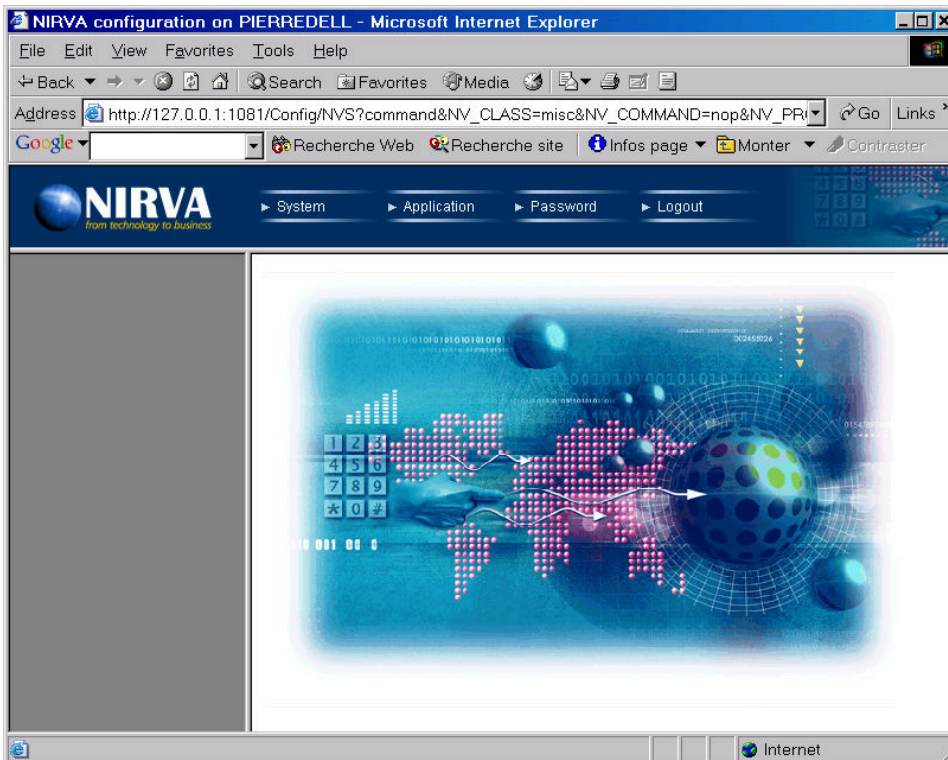 NIRVA configuration on PIERREDELL - Microsoft Internet Explorer
File Edit View Favorites Tools Help
Back Search Favorites Media
Address http://127.0.0.1:1081/Config/NVS?command&NV_CLASS=misc&NV_COMMAND=nop&NV_PR Go Links
Google Recherche Web Recherche site Infos page Monter Contraster
NIRVA
from technology to business
System Application Password Logout
002455026
1 2 3
4 5 6
7 8 9
* 0 #
Internet